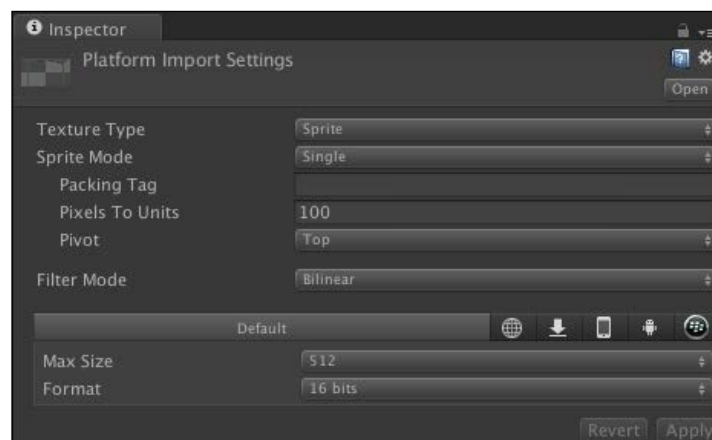 Inspector
Platform Import Settings
Open
Texture Type Sprite
Sprite Mode Single
Packing Tag
Pixels To Units 100
Pivot Top
Filter Mode Bilinear
Default
Max Size 512
Format 16 bits
Revert Apply